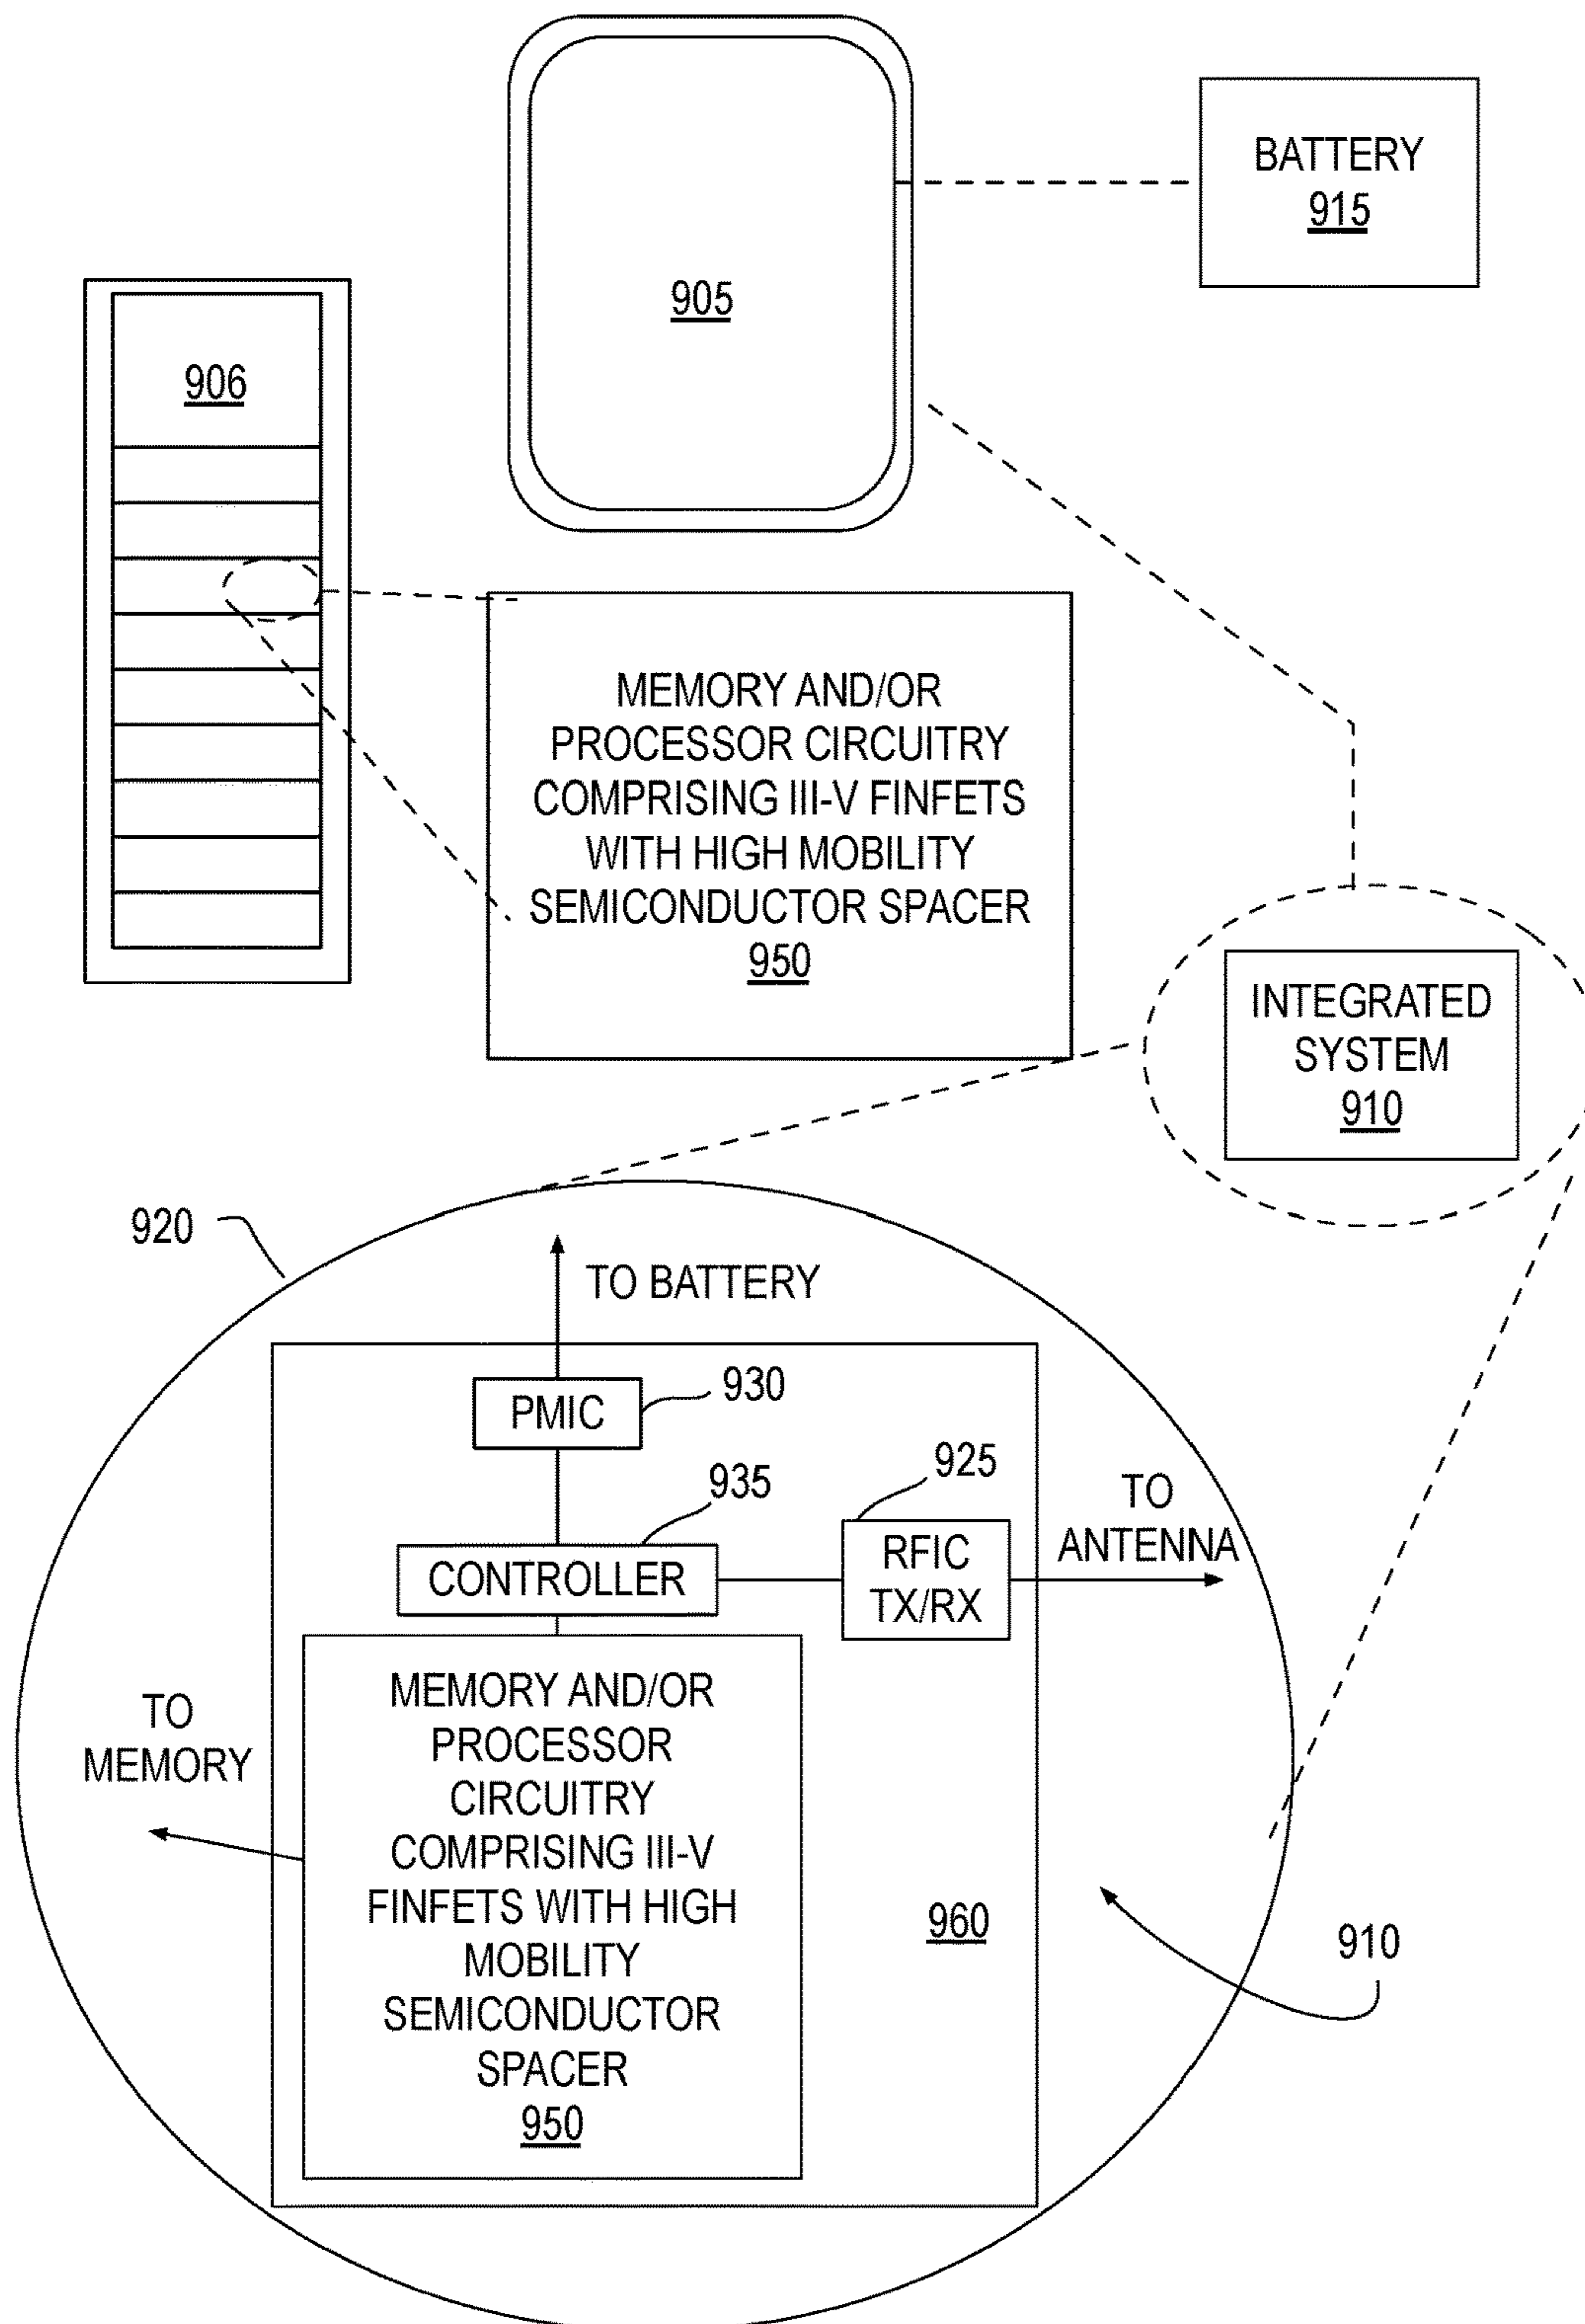 BATTERY
915
905
906
MEMORY AND/OR
PROCESSOR CIRCUITRY
COMPRISING III-V FINFETS
WITH HIGH MOBILITY
SEMICONDUCTOR SPACER
950
INTEGRATED
SYSTEM
910
920
TO BATTERY
PMIC
930
935
925
CONTROLLER
RFIC
TX/RX
TO
ANTENNA
TO
MEMORY
MEMORY AND/OR
PROCESSOR
CIRCUITRY
COMPRISING III-V
FINFETS WITH HIGH
MOBILITY
SEMICONDUCTOR
SPACER
950
960
910